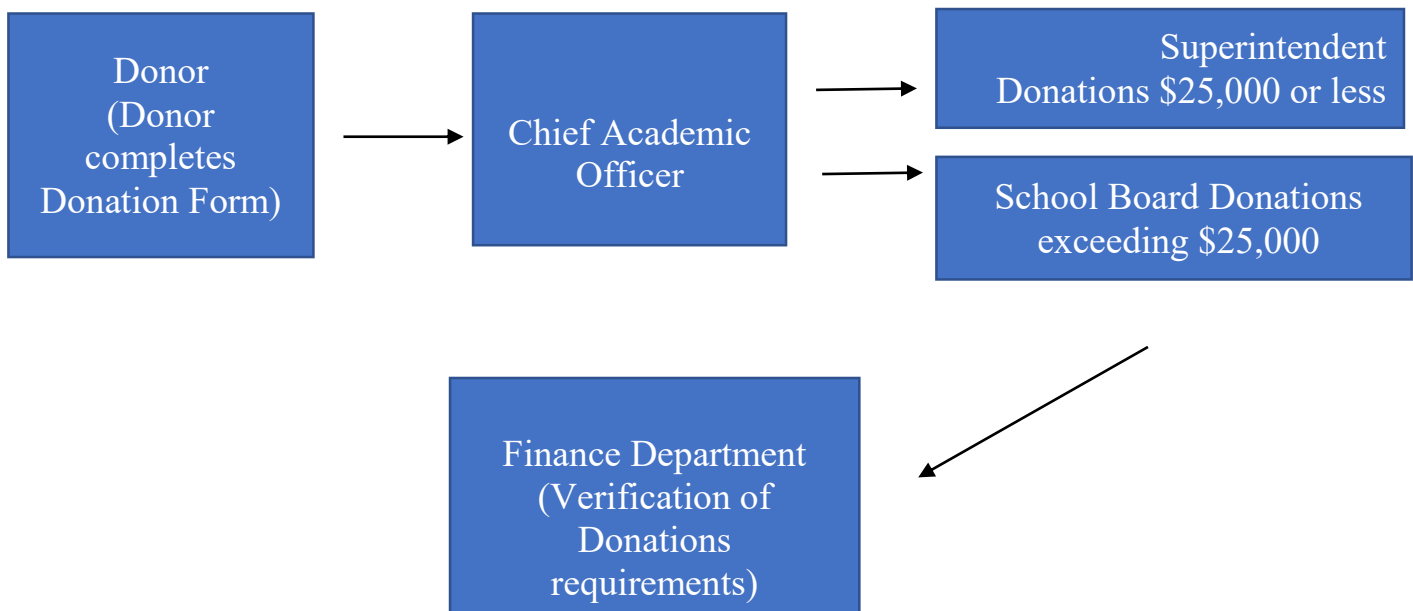 Donor
(Donor
completes
Donation Form)
Chief Academic
Officer
Superintendent
Donations $25,000 or less
School Board Donations
exceeding $25,000
Finance Department
(Verification of
Donations
requirements)